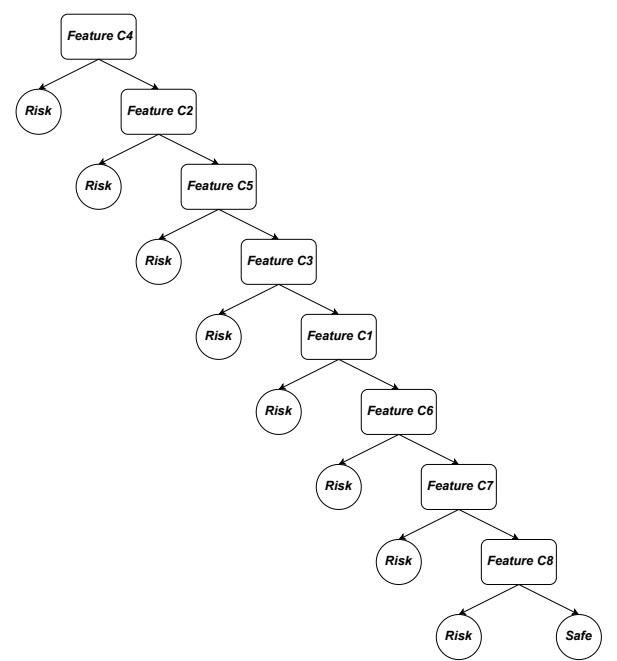 Feature C4
Risk
Feature C2
Risk
Feature C5
Risk
Feature C3
Risk
Feature C1
Risk
Feature C6
Risk
Feature C7
Risk
Feature C8
Risk
Safe